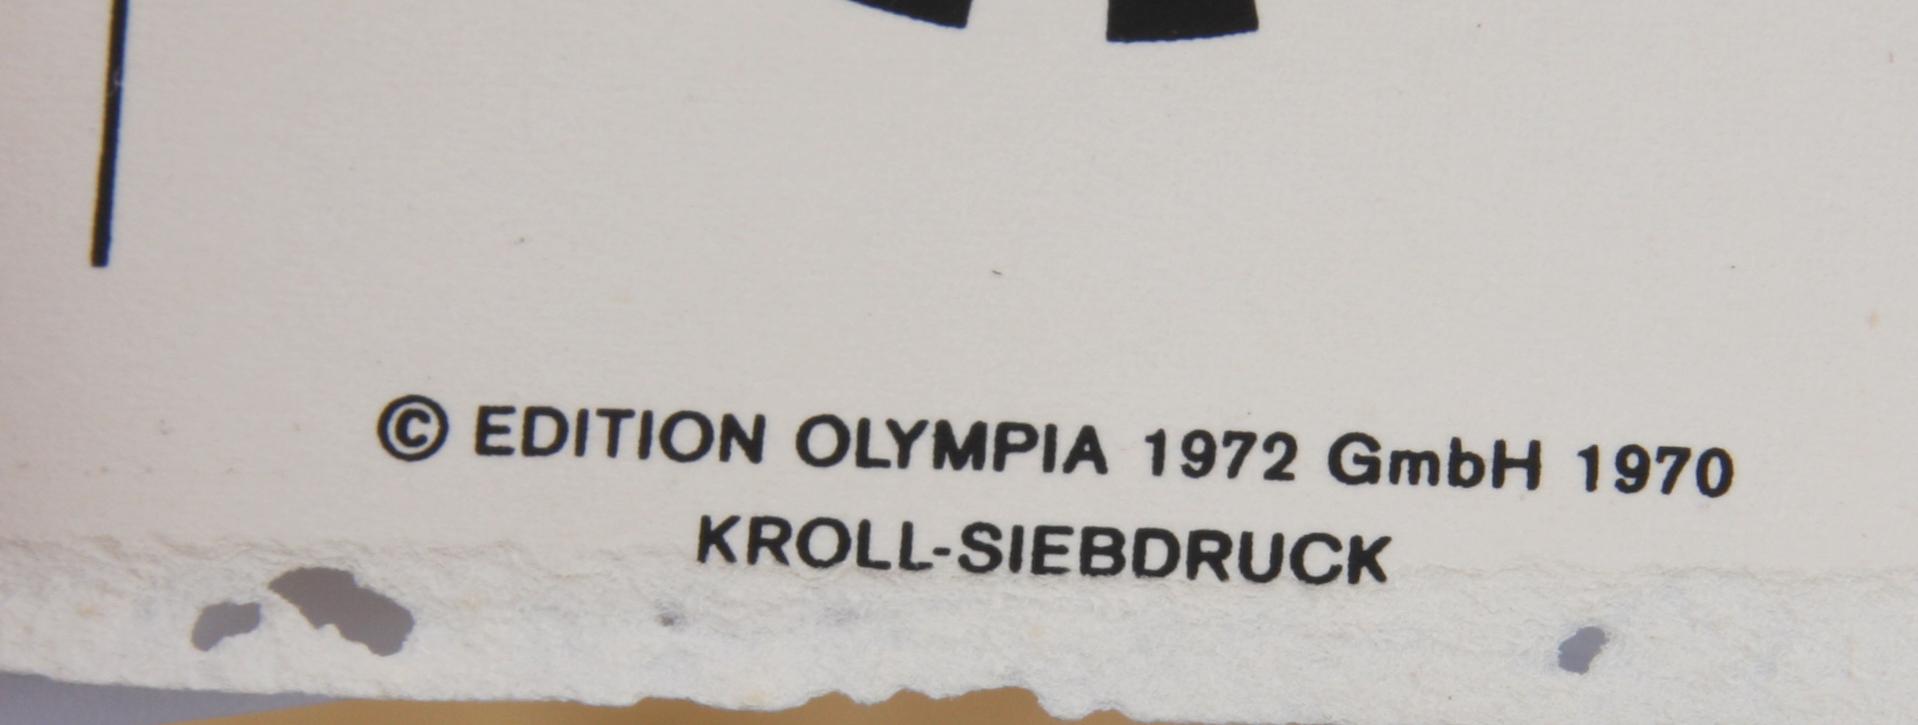 © EDITION OLYMPIA 1972 GmbH 1970
KROLL-SIEBDRUCK